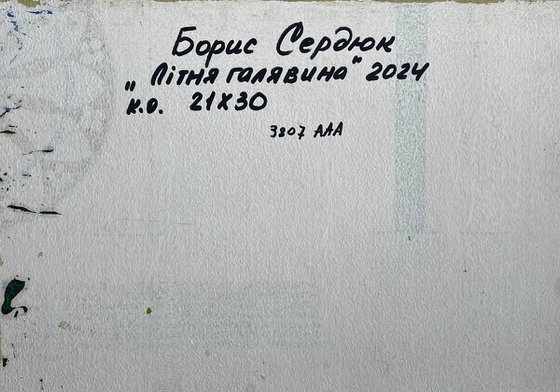 Борис Сердюк
„Літня галявина" 2024
к.о. 21х30
3807 ААА